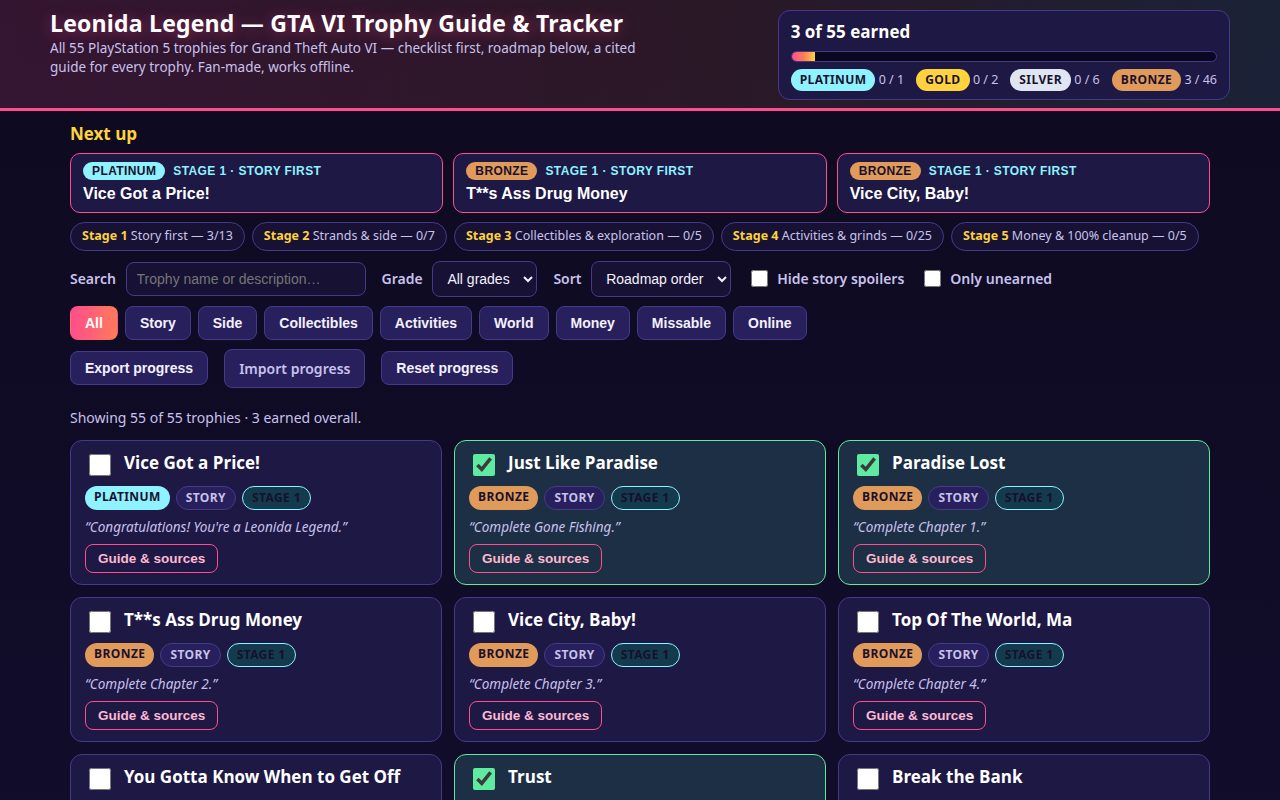 Leonida Legend — GTA VI Trophy Guide & Tracker
All 55 PlayStation 5 trophies for Grand Theft Auto VI — checklist first, roadmap below, a cited
guide for every trophy. Fan-made, works offline.
3 of 55 earned
PLATINUM 0 / 1 GOLD 0 / 2 SILVER 0 / 6 BRONZE 3 / 46
Next up
PLATINUM STAGE 1 · STORY FIRST
Vice Got a Price!
BRONZE STAGE 1 · STORY FIRST
T**s Ass Drug Money
BRONZE STAGE 1 · STORY FIRST
Vice City, Baby!
Stage 1 Story first — 3/13
Stage 2 Strands & side — 0/7
Stage 3 Collectibles & exploration — 0/5
Stage 4 Activities & grinds — 0/25
Stage 5 Money & 100% cleanup — 0/5
Search Trophy name or description… Grade All grades Sort Roadmap order Hide story spoilers Only unearned
All Story Side Collectibles Activities World Money Missable Online
Export progress Import progress Reset progress
Showing 55 of 55 trophies · 3 earned overall.
Vice Got a Price!
PLATINUM STORY STAGE 1
“Congratulations! You're a Leonida Legend.”
Guide & sources
Just Like Paradise
BRONZE STORY STAGE 1
“Complete Gone Fishing.”
Guide & sources
Paradise Lost
BRONZE STORY STAGE 1
“Complete Chapter 1.”
Guide & sources
T**s Ass Drug Money
BRONZE STORY STAGE 1
“Complete Chapter 2.”
Guide & sources
Vice City, Baby!
BRONZE STORY STAGE 1
“Complete Chapter 3.”
Guide & sources
Top Of The World, Ma
BRONZE STORY STAGE 1
“Complete Chapter 4.”
Guide & sources
You Gotta Know When to Get Off
Trust
Break the Bank